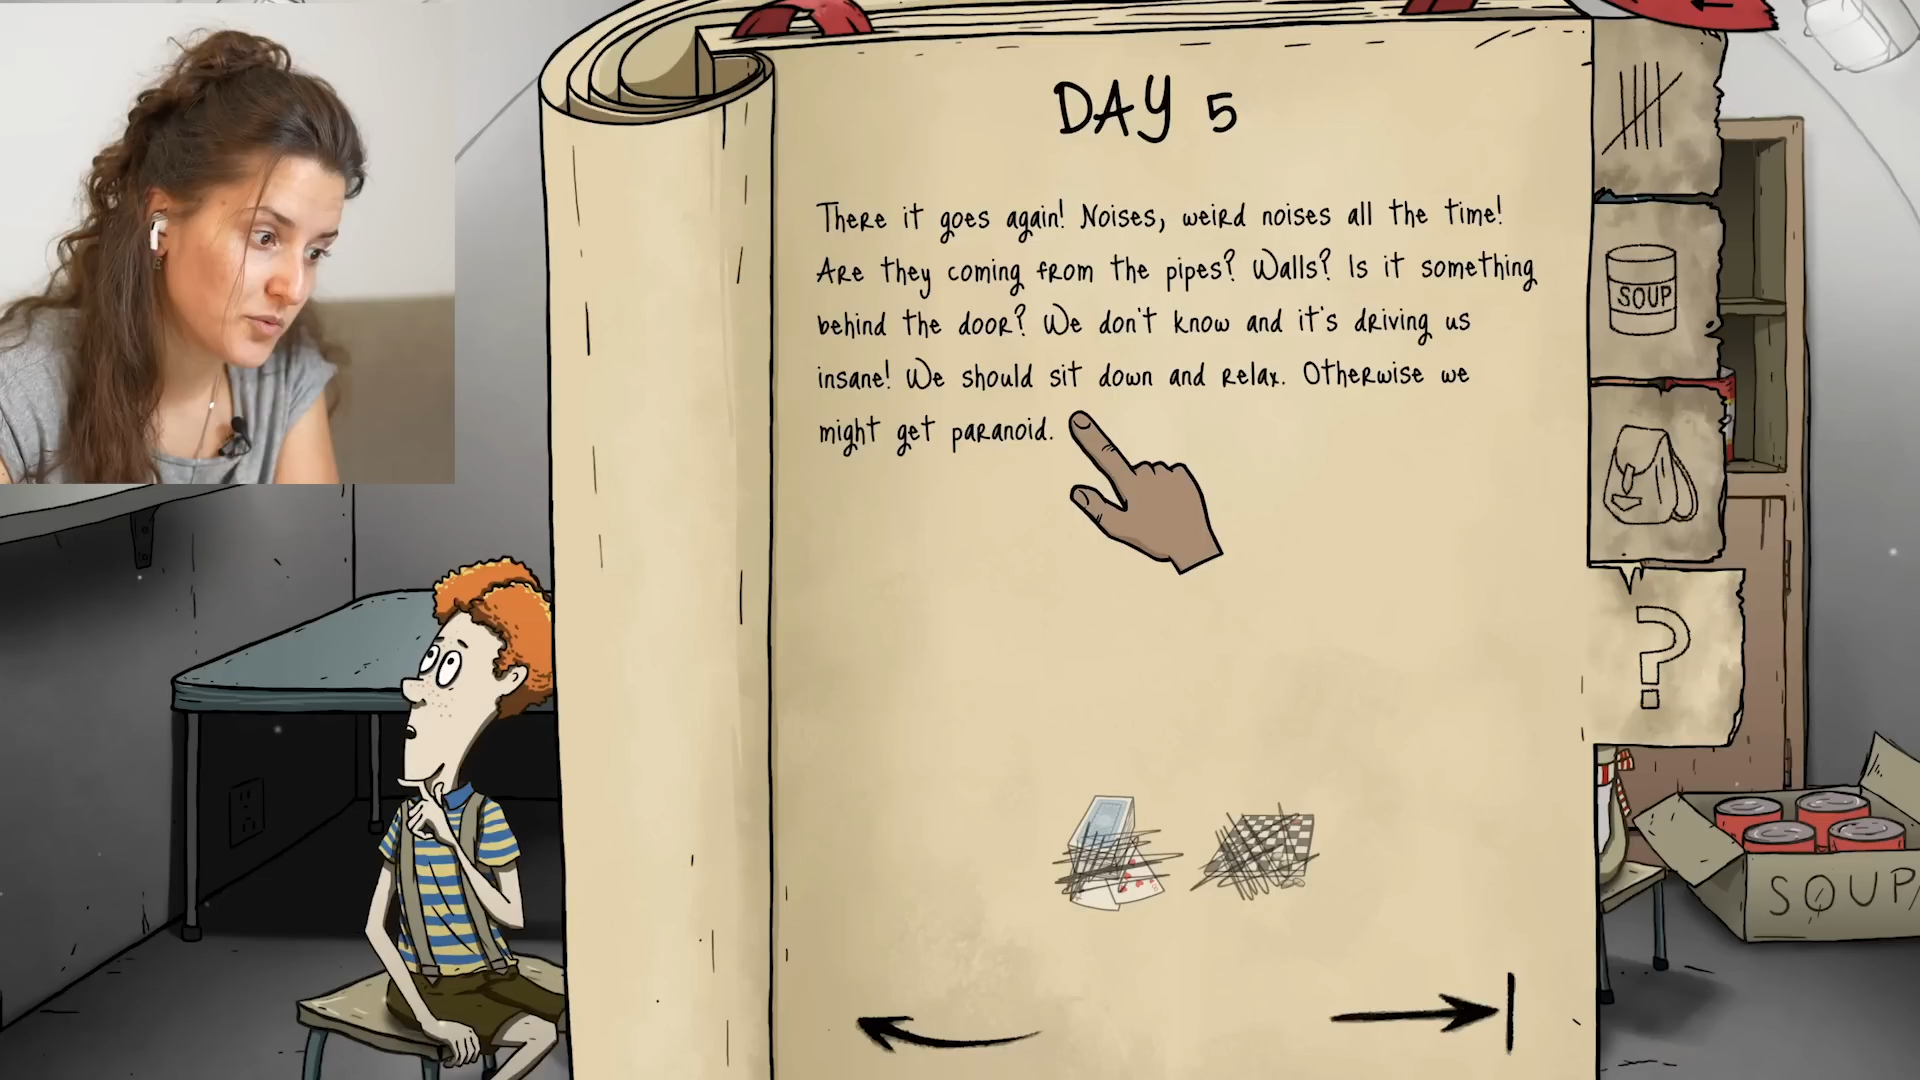 DAY 5
There it goes again! Noises, weird noises all the time!
Are they coming from the pipes? Walls? Is it something
behind the door? We don't know and it's driving us
insane! We should sit down and relax. Otherwise we
might get paranoid.
SOUP
?
SOUP